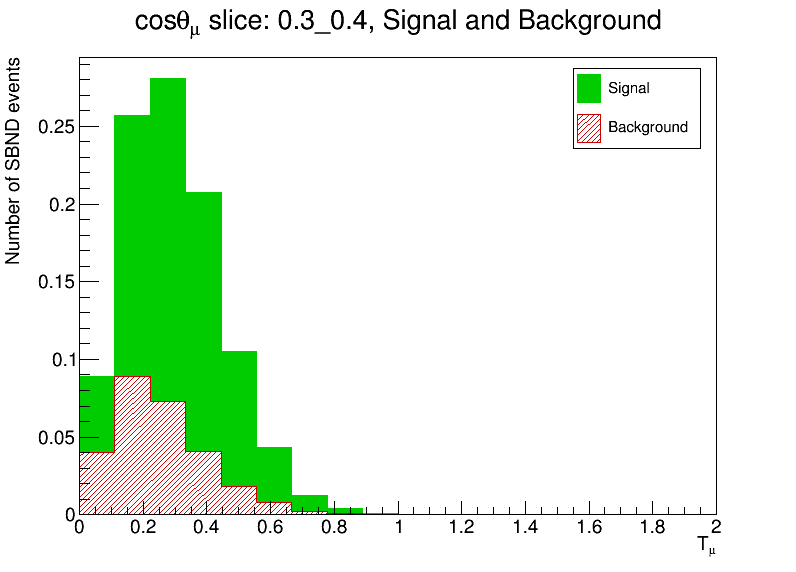 cosθμ slice: 0.3_0.4, Signal and Background
Number of SBND events
Signal
Background
0.25
0.2
0.15
0.1
0.05
0
0 0.2 0.4 0.6 0.8 1 1.2 1.4 1.6 1.8 2
Tμ